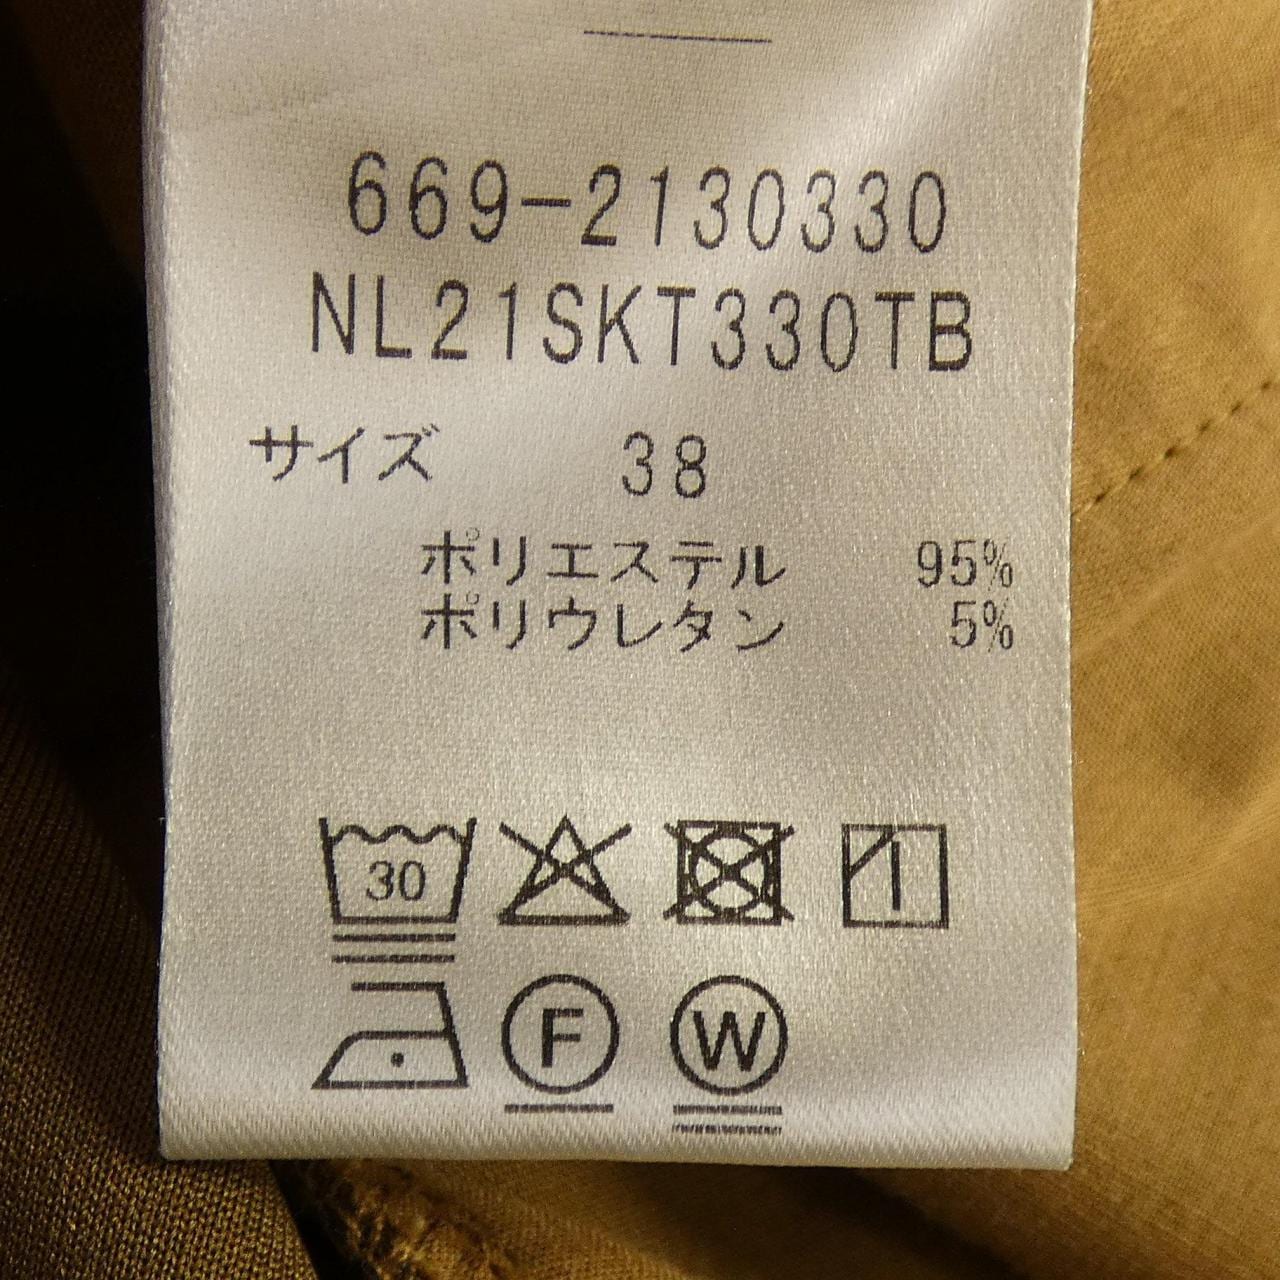 669-2130330
NL21SKT330TB
サイズ 38
ポリエステル 95%
ポリウレタン 5%
30
F W